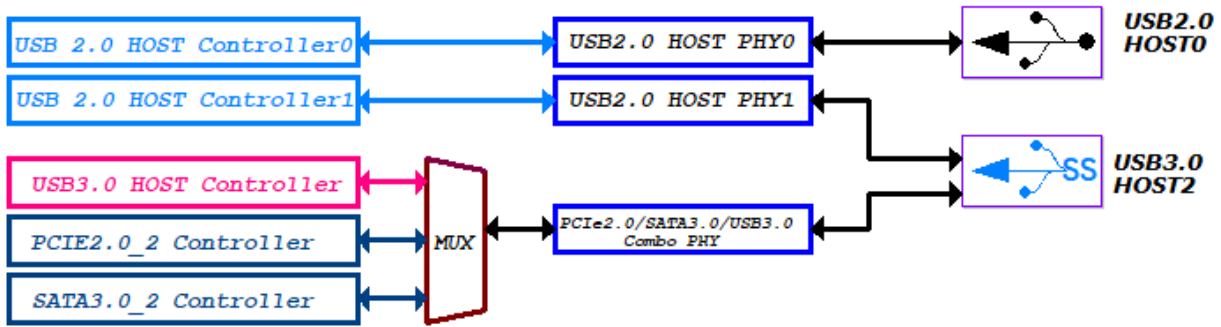 USB 2.0 HOST Controller0
USB2.0 HOST PHY0
USB2.0
HOST0
USB 2.0 HOST Controller1
USB2.0 HOST PHY1
SS
USB3.0
HOST2
USB3.0 HOST Controller
PCIE2.0_2 Controller
SATA3.0_2 Controller
MUX
PCIe2.0/SATA3.0/USB3.0
Combo PHY